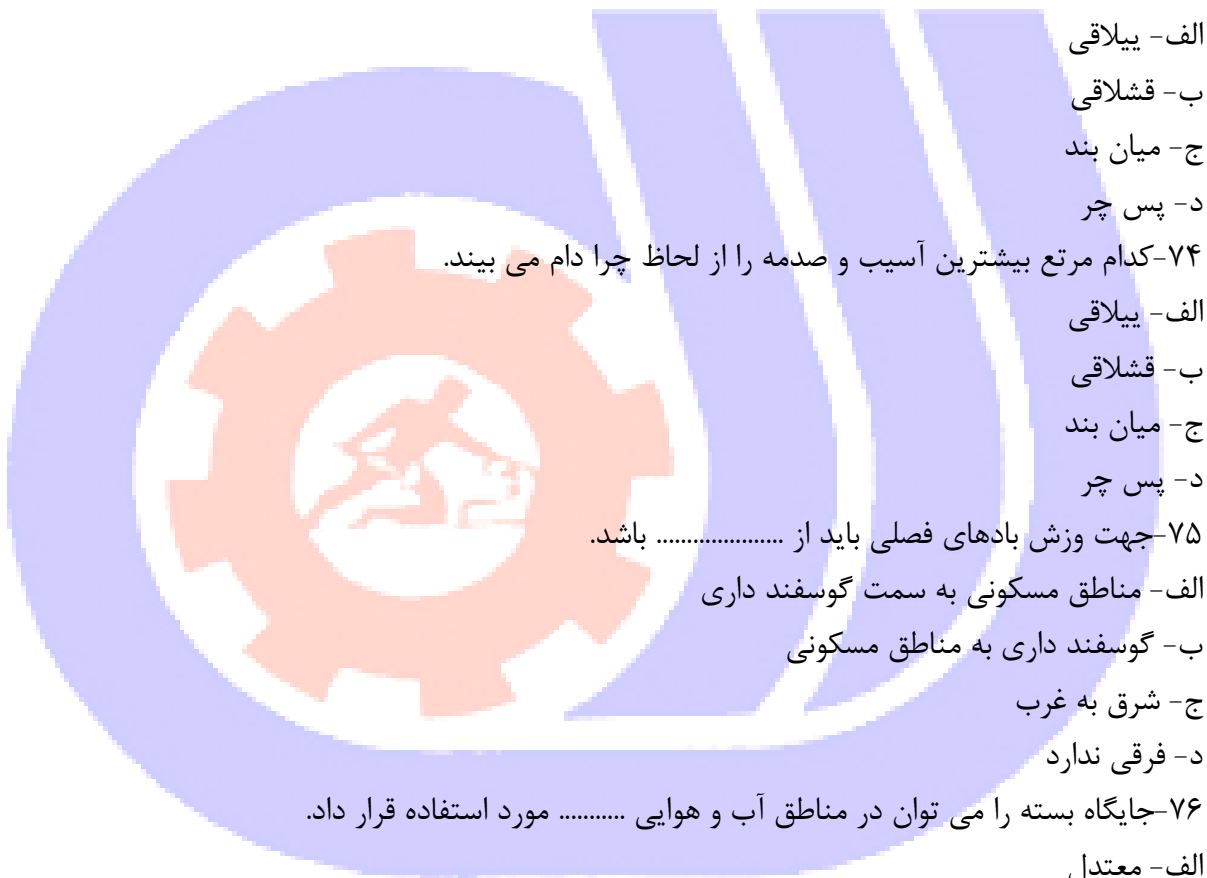 الف- ییلاقی
ب- قشلاقی
ج- میان بند
د- پس چر
۷۴-کدام مرتع بیشترین آسیب و صدمه را از لحاظ چرا دام می بیند.
الف- ییلاقی
ب- قشلاقی
ج- میان بند
د- پس چر
۷۵-جهت وزش بادهای فصلی باید از ..................... باشد.
الف- مناطق مسکونی به سمت گوسفند داری
ب- گوسفند داری به مناطق مسکونی
ج- شرق به غرب
د- فرقی ندارد
۷۶-جایگاه بسته را می توان در مناطق آب و هوایی ........... مورد استفاده قرار داد.
الف- معتدل